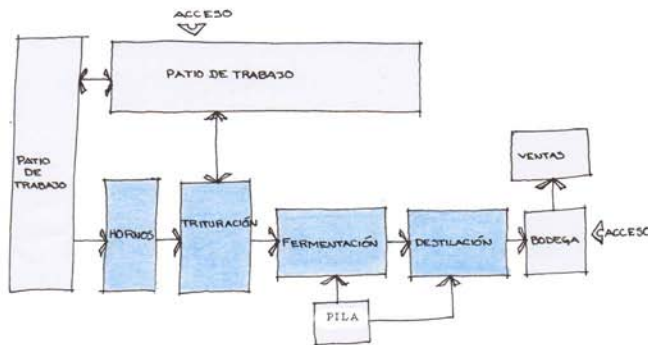 ACCESO
PATIO DE TRABAJO
PATIO
DE
TRABAJO
VENTAS
HORNOS
TRITURACIÓN
FERMENTACIÓN
DESTILACIÓN
BODEGA
ACCESO
PILA